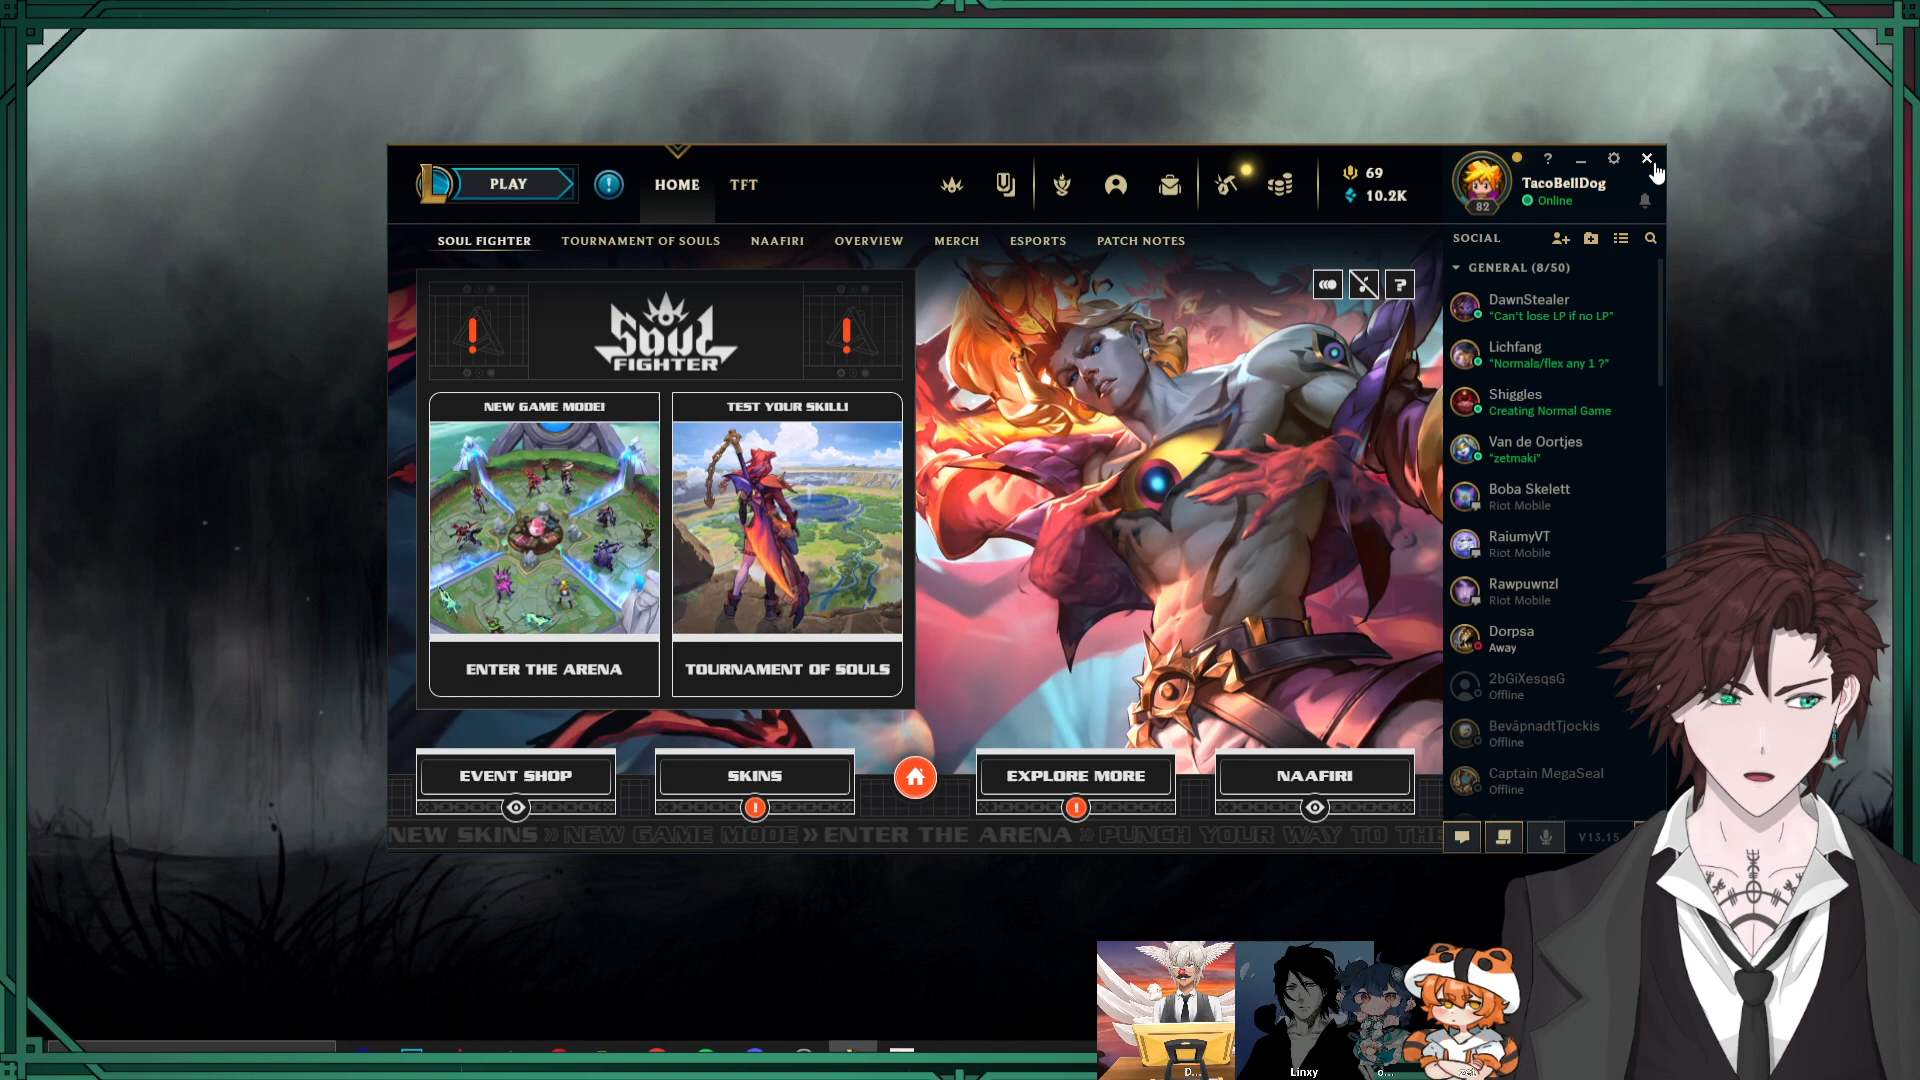 PLAY
HOME
TFT
69
10.2K
82
TacoBellDog
Online
SOUL FIGHTER
TOURNAMENT OF SOULS
NAAFIRI
OVERVIEW
MERCH
ESPORTS
PATCH NOTES
SOCIAL
GENERAL (8/50)
SOUL
FIGHTER
NEW GAME MODE!
TEST YOUR SKILL!
ENTER THE ARENA
TOURNAMENT OF SOULS
DawnStealer
"Can't lose LP if no LP"
Lichfang
"Normals/flex any 1 ?"
Shiggles
Creating Normal Game
Van de Oortjes
"zetmaki"
Boba Skelett
Riot Mobile
RaiumyVT
Riot Mobile
Rawpuwnzl
Riot Mobile
Dorpsa
Away
2bGiXesqsG
Offline
BeväpnadtTjockis
Offline
Captain MegaSeal
Offline
EVENT SHOP
SKINS
EXPLORE MORE
NAAFIRI
NEW SKINS » NEW GAME MODE » ENTER THE ARENA » PUNCH YOUR WAY TO THE
V13.15
D...
Linxy
o...
zet